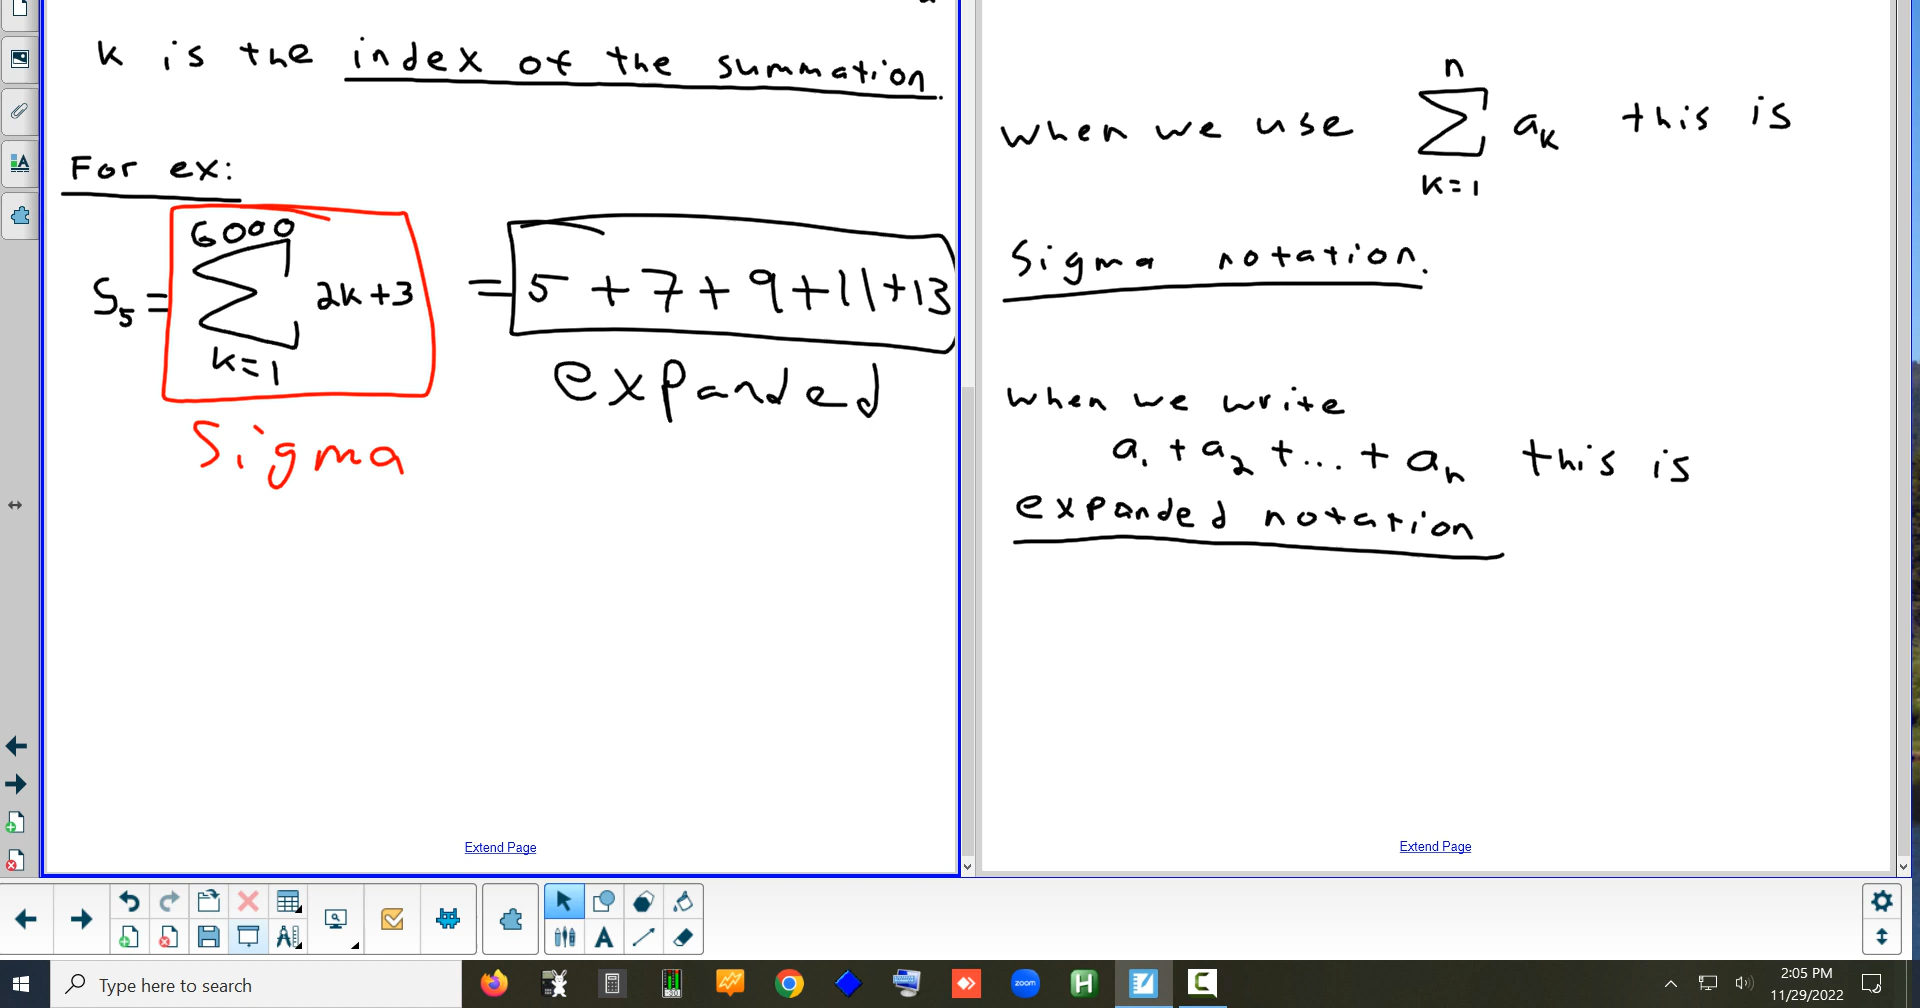 k is the index of the summation.
For ex:
6000
S₅ = ∑ 2k+3 = 5 + 7 + 9 + 11 + 13
k=1
Sigma
expanded
Extend Page
n
when we use ∑ aₖ this is
k=1
Sigma notation.
when we write
a₁ + a₂ + ... + aₙ this is
expanded notation
Extend Page
Type here to search
zoom
H
C
2:05 PM
11/29/2022